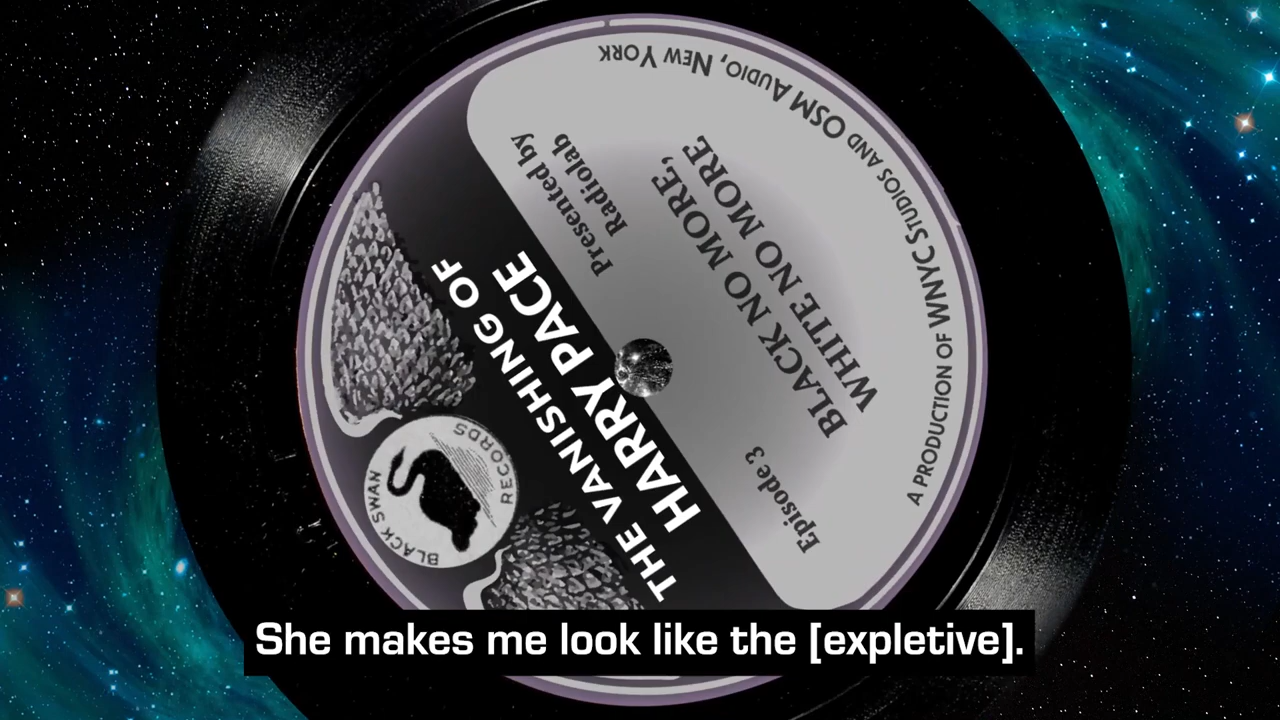 THE VANISHING OF
HARRY PACE
BLACK SWAN
RECORDS
Presented by
Radiolab
BLACK NO MORE,
WHITE NO MORE
Episode 3
A PRODUCTION OF WNYC STUDIOS AND OSM AUDIO, NEW YORK
She makes me look like the [expletive].